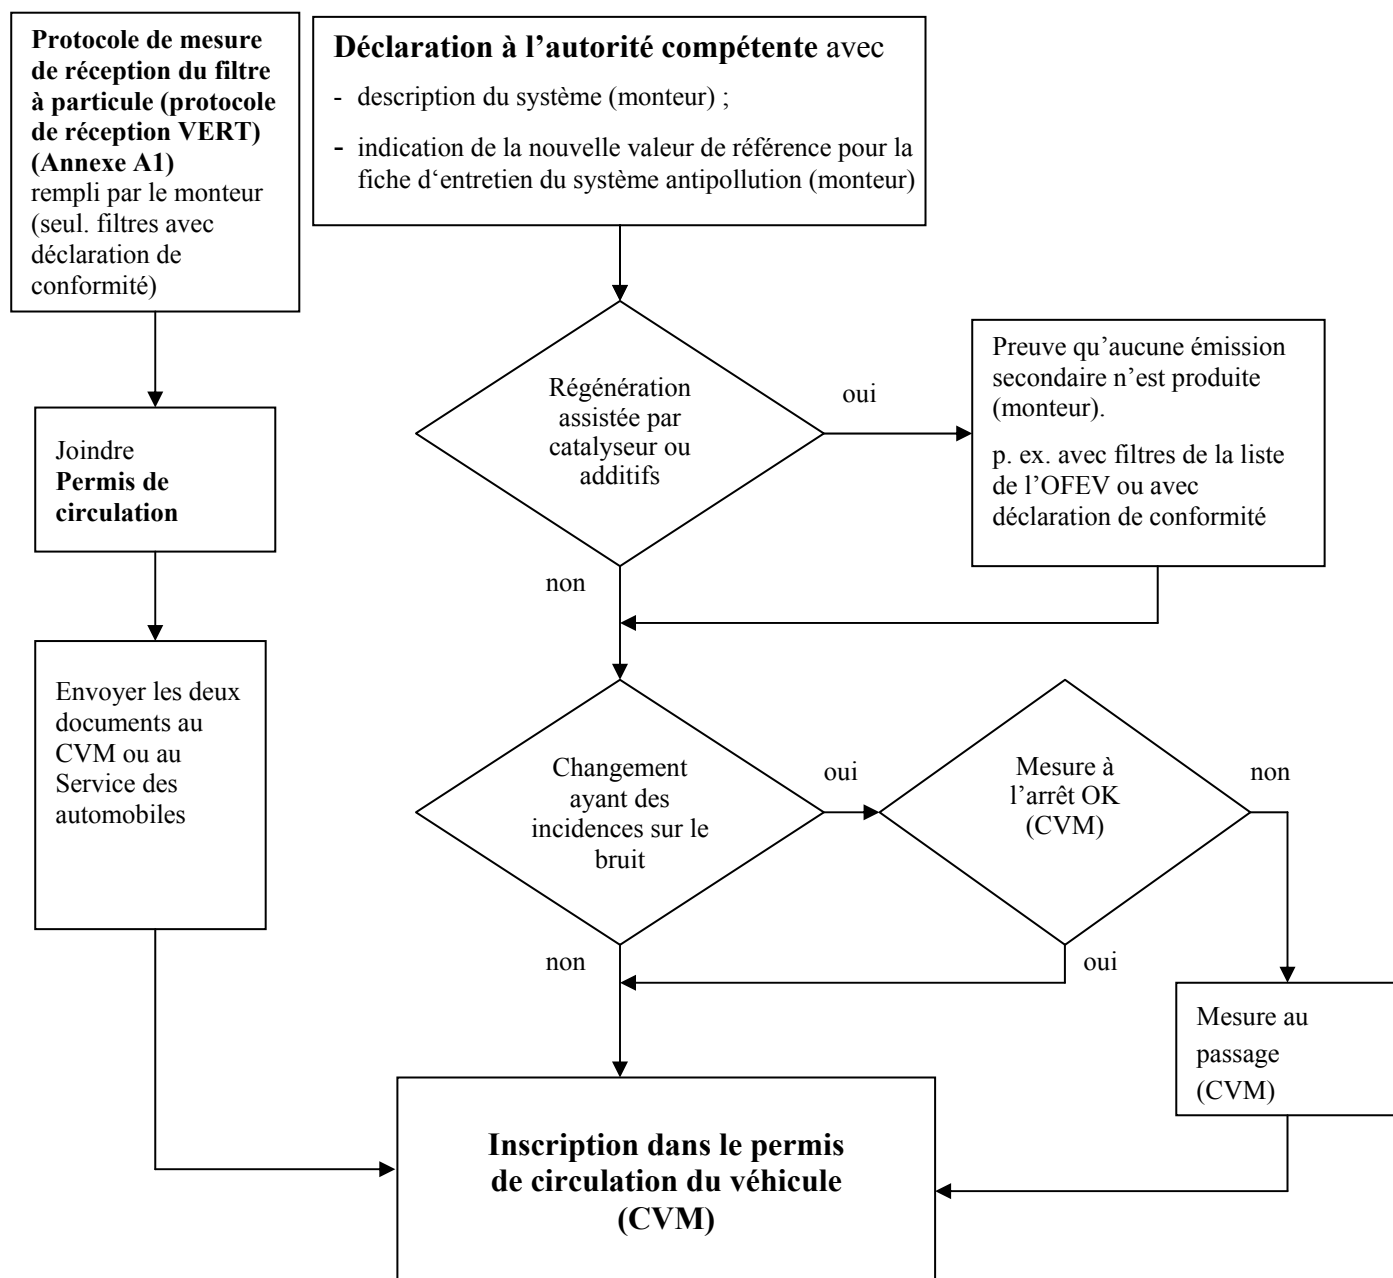 Protocole de mesure
de réception du filtre
à particule (protocole
de réception VERT)
(Annexe A1)
rempli par le monteur
(seul. filtres avec
déclaration de
conformité)
Joindre
Permis de
circulation
Envoyer les deux
documents au
CVM ou au
Service des
automobiles
Déclaration à l’autorité compétente avec
- description du système (monteur) ;
- indication de la nouvelle valeur de référence pour la
fiche d‘entretien du système antipollution (monteur)
Régénération
assistée par
catalyseur ou
additifs
oui
Preuve qu’aucune émission
secondaire n’est produite
(monteur).
p. ex. avec filtres de la liste
de l’OFEV ou avec
déclaration de conformité
non
Changement
ayant des
incidences sur le
bruit
oui
Mesure à
l’arrêt OK
(CVM)
non
non
oui
Mesure au
passage
(CVM)
Inscription dans le permis
de circulation du véhicule
(CVM)